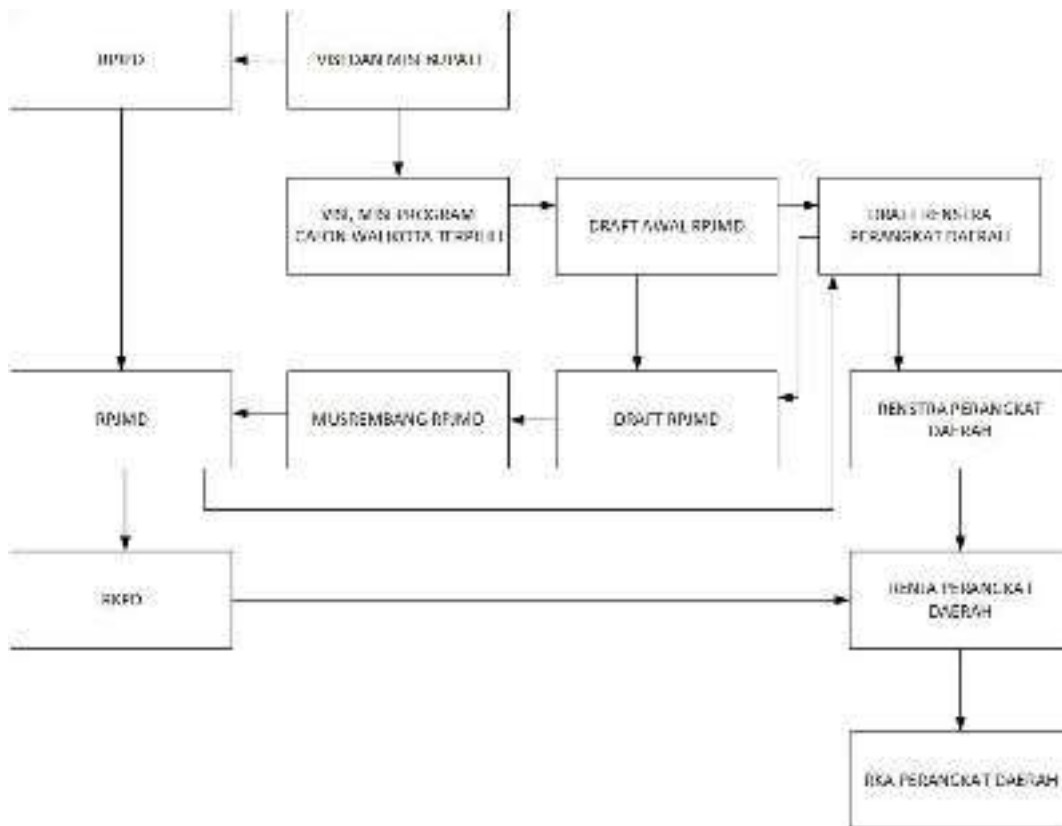 VISI DAN MISI BUPATI
VISI, MISI PROGRAM
CALON WALIKOTA TERPILIH
DRAFT AWAL RPJMD
DRAFT RENSTRA
PERANGKAT DAERAH
RPJMD
MUSREMBANG RPJMD
DRAFT RPJMD
RENSTRA PERANGKAT
DAERAH
RKPD
RENJA PERANGKAT
DAERAH
RKA PERANGKAT DAERAH